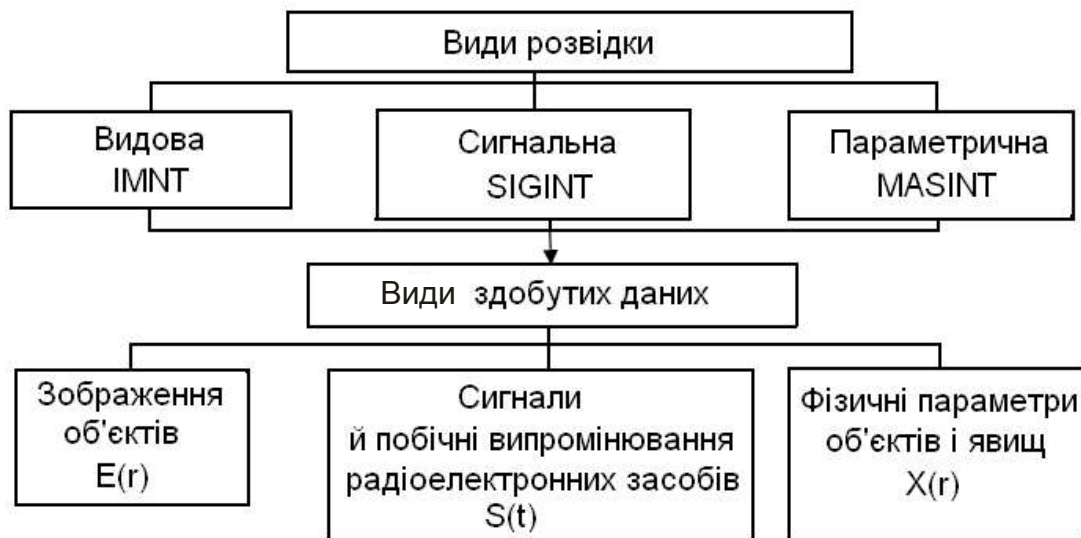 Види розвідки
Видова
IMNT
Сигнальна
SIGINT
Параметрична
MASINT
Види здобутих даних
Зображення
об'єктів
E(r)
Сигнали
й побічні випромінювання
радіоелектронних засобів
S(t)
Фізичні параметри
об'єктів і явищ
X(r)